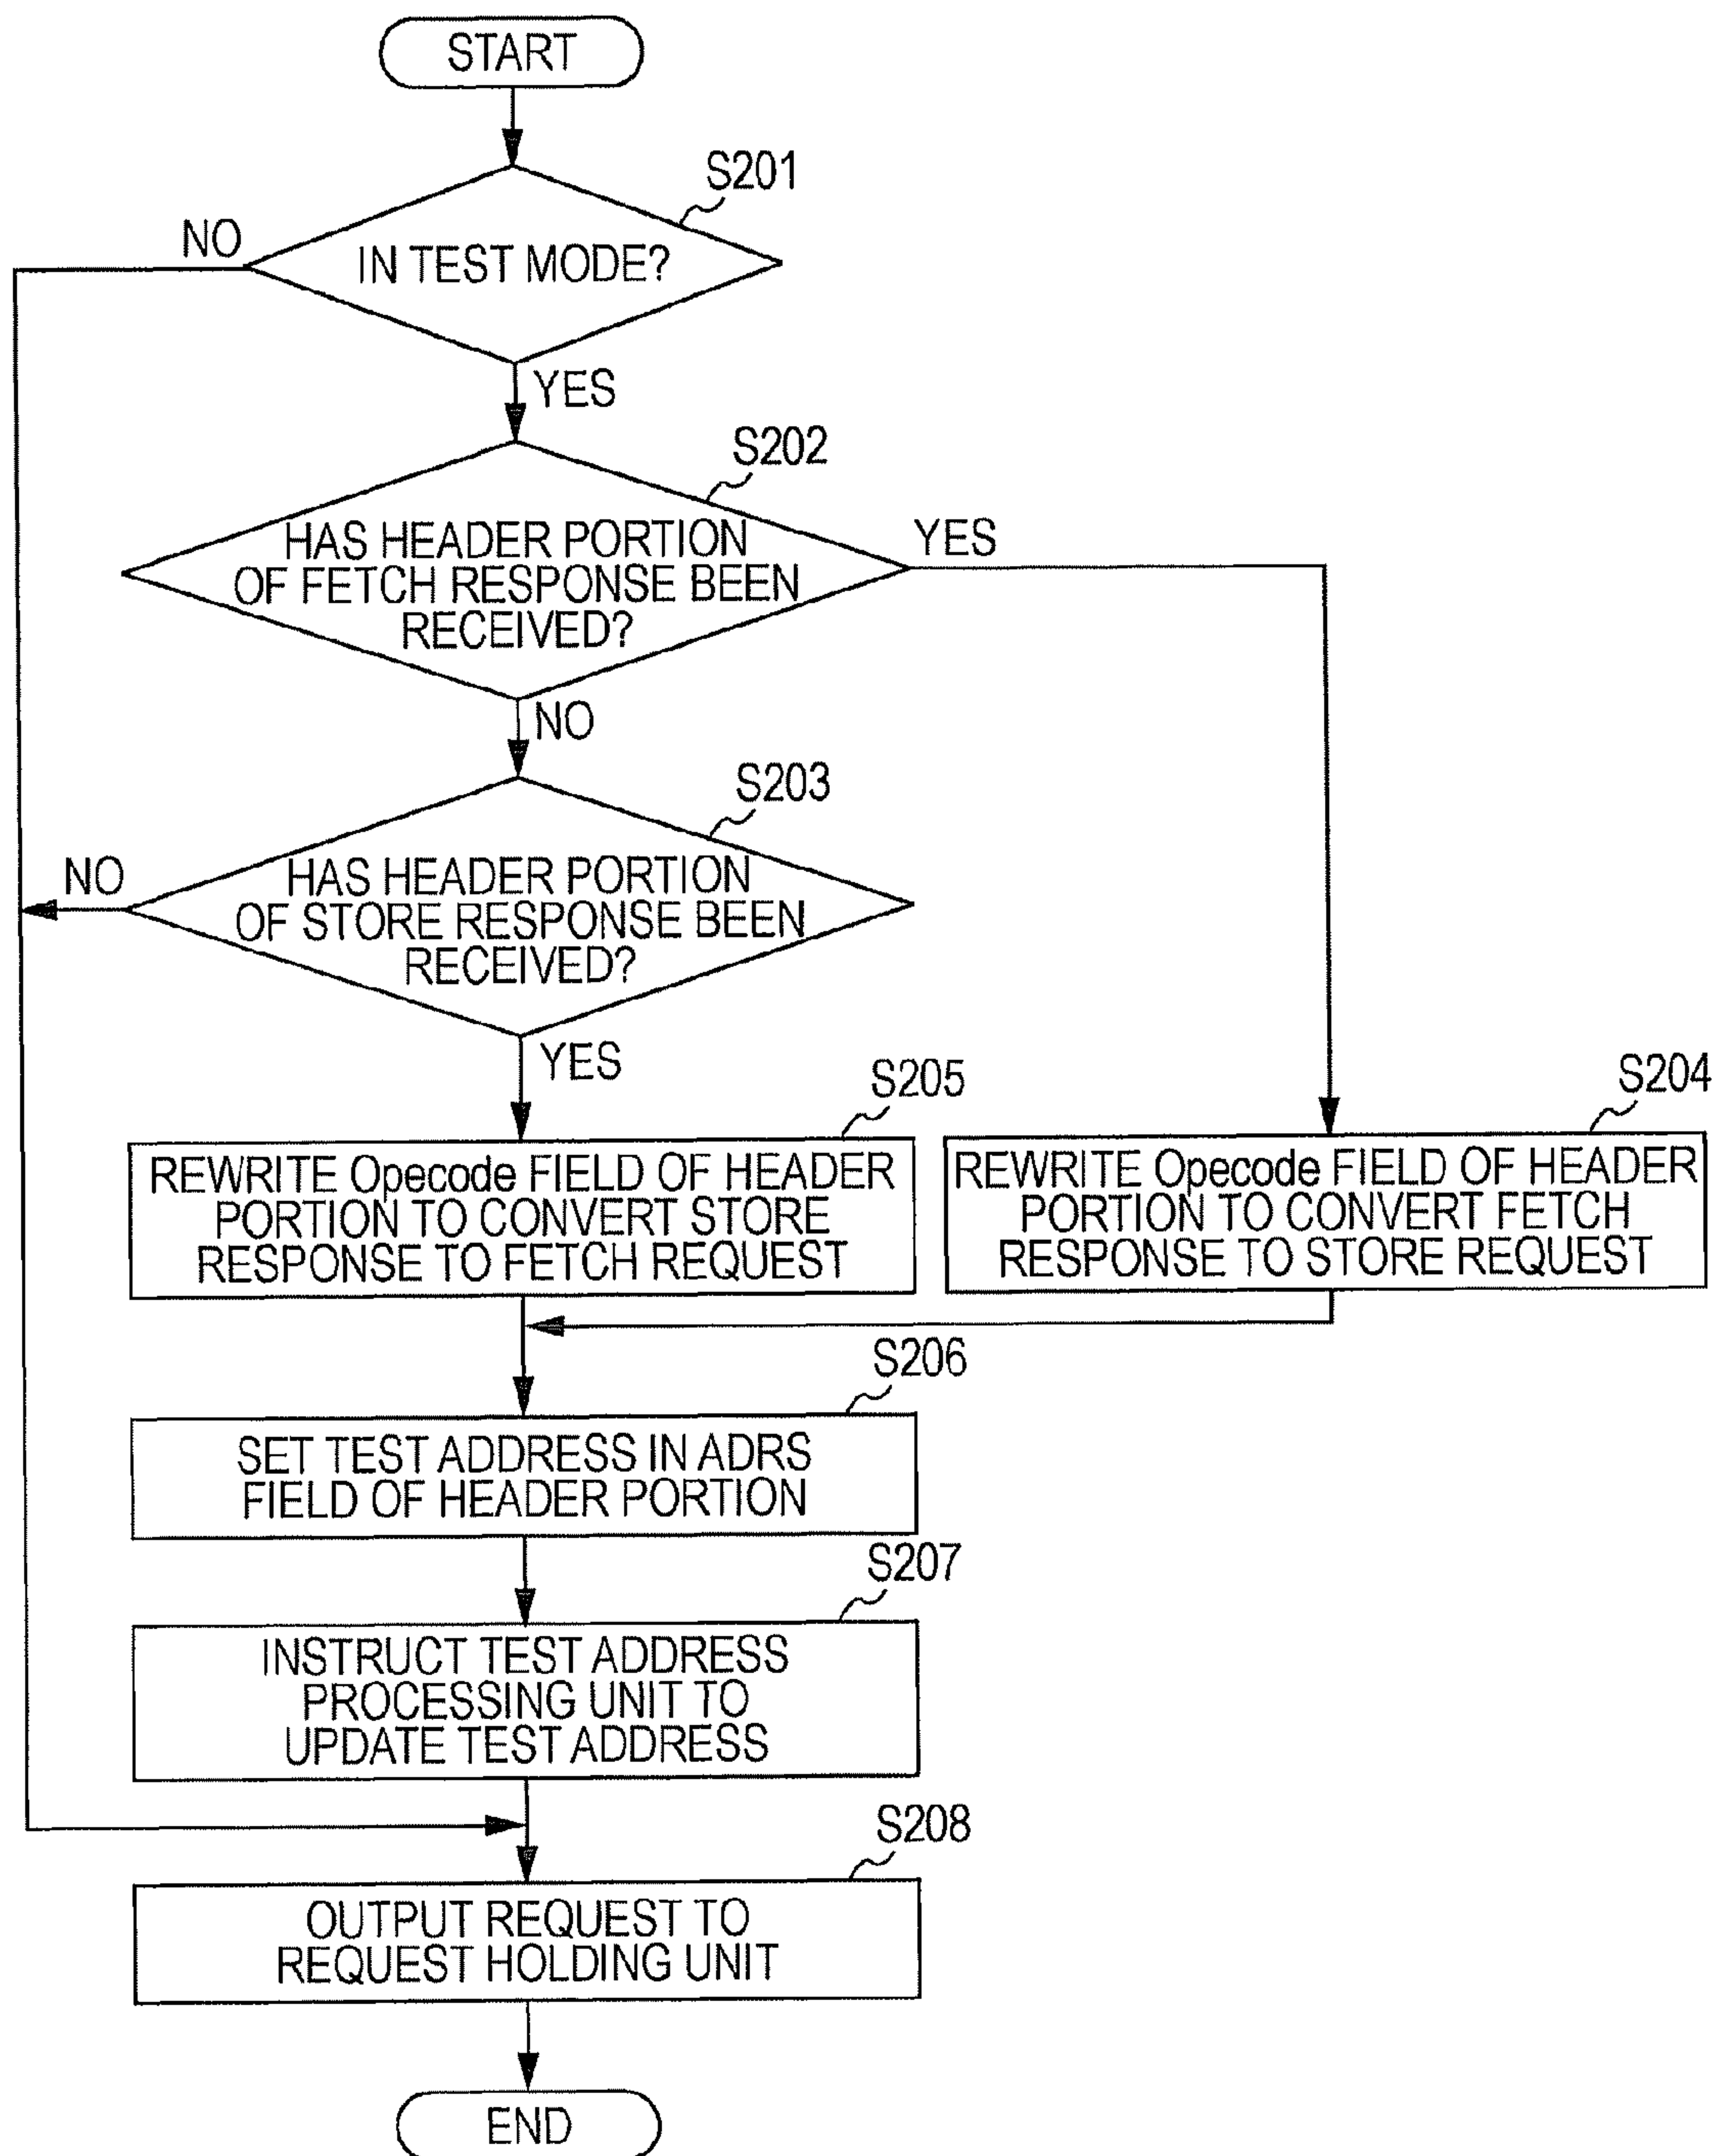 START
S201
NO
IN TEST MODE?
YES
S202
HAS HEADER PORTION
OF FETCH RESPONSE BEEN
RECEIVED?
YES
NO
S203
NO
HAS HEADER PORTION
OF STORE RESPONSE BEEN
RECEIVED?
YES
S205
REWRITE Opecode FIELD OF HEADER
PORTION TO CONVERT STORE
RESPONSE TO FETCH REQUEST
S204
REWRITE Opecode FIELD OF HEADER
PORTION TO CONVERT FETCH
RESPONSE TO STORE REQUEST
S206
SET TEST ADDRESS IN ADRS
FIELD OF HEADER PORTION
S207
INSTRUCT TEST ADDRESS
PROCESSING UNIT TO
UPDATE TEST ADDRESS
S208
OUTPUT REQUEST TO
REQUEST HOLDING UNIT
END